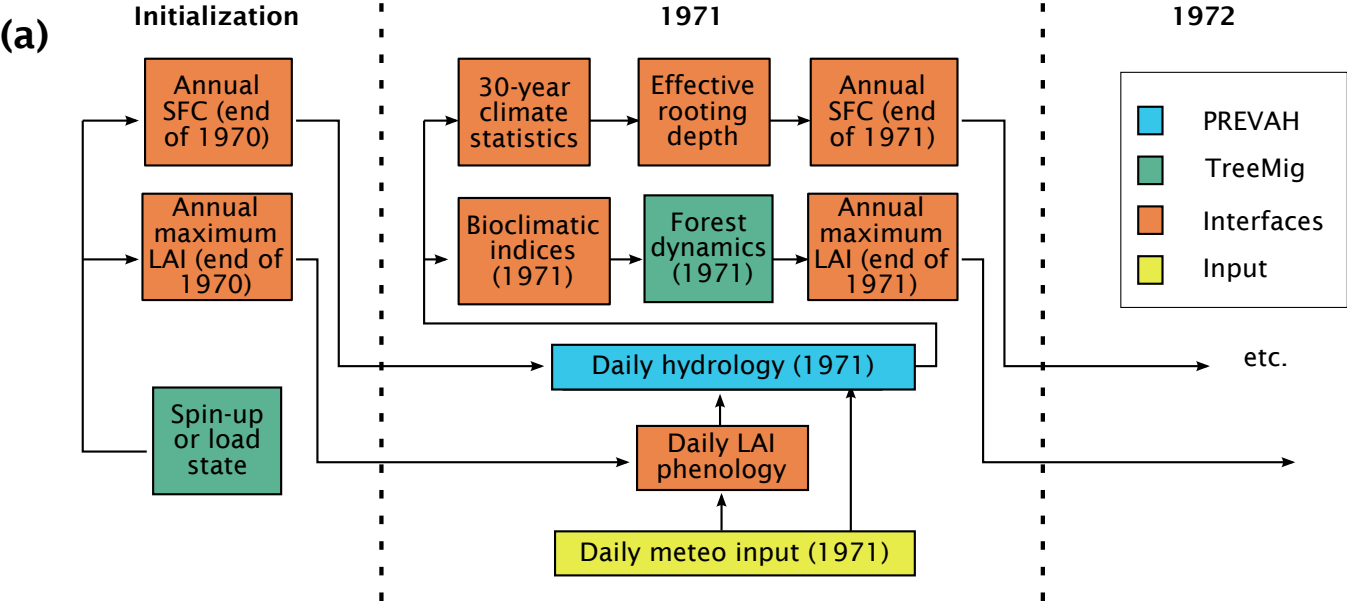 (a)
Initialization
1971
1972
Annual
SFC (end
of 1970)
30-year
climate
statistics
Effective
rooting
depth
Annual
SFC (end
of 1971)
Annual
maximum
LAI (end of
1970)
Bioclimatic
indices
(1971)
Forest
dynamics
(1971)
Annual
maximum
LAI (end of
1971)
PREVAH
TreeMig
Interfaces
Input
Daily hydrology (1971)
etc.
Spin-up
or load
state
Daily LAI
phenology
Daily meteo input (1971)